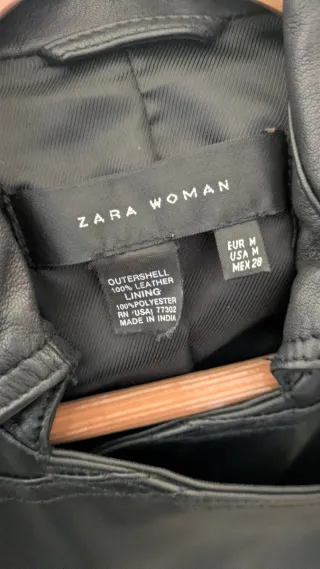 ZARA WOMAN
OUTERSHELL
100% LEATHER
LINING
100%POLYESTER
RN (USA) 77302
MADE IN INDIA
EUR M
USA M
MEX 28